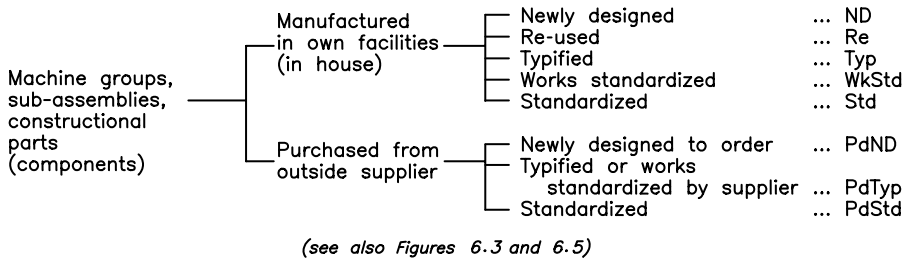 Machine groups,
sub-assemblies,
constructional
parts
(components)
Manufactured
in own facilities
(in house)
Newly designed ... ND
Re-used ... Re
Typified ... Typ
Works standardized ... WkStd
Standardized ... Std
Purchased from
outside supplier
Newly designed to order ... PdND
Typified or works
standardized by supplier ... PdTyp
Standardized ... PdStd
(see also Figures 6.3 and 6.5)